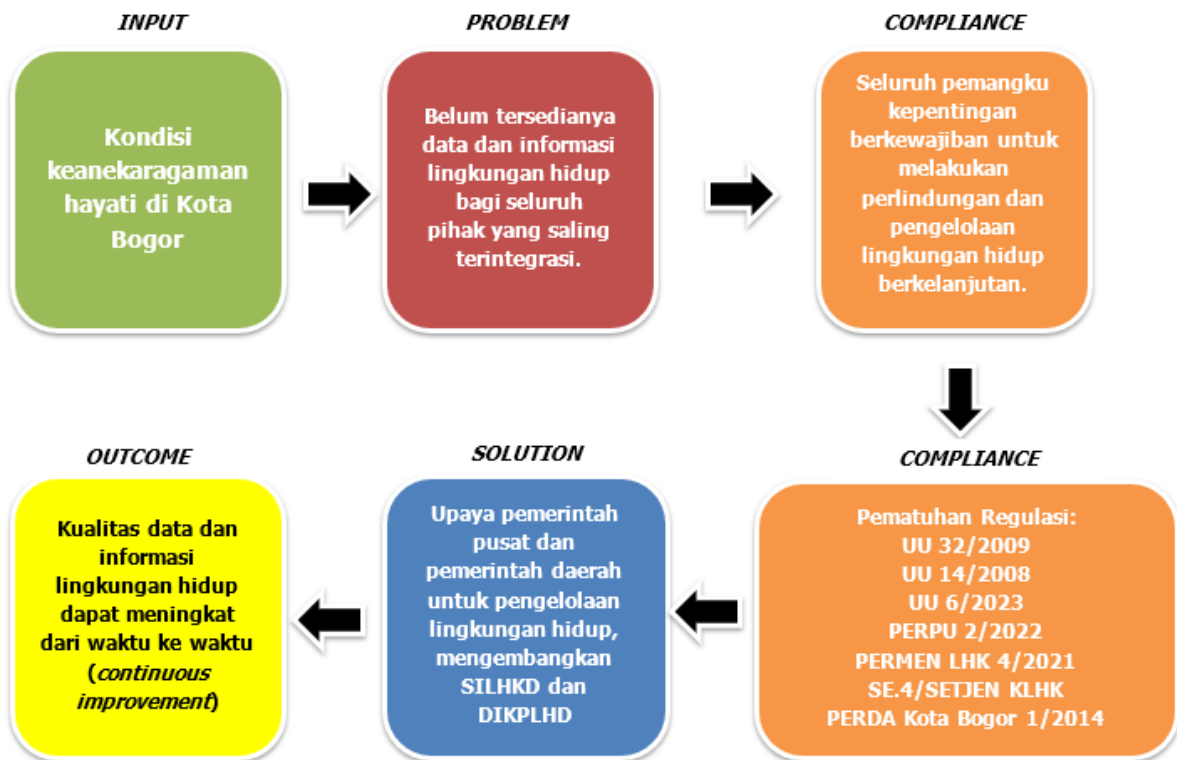 INPUT
Kondisi
keanekaragaman
hayati di Kota
Bogor
PROBLEM
Belum tersedianya
data dan informasi
lingkungan hidup
bagi seluruh
pihak yang saling
terintegrasi.
COMPLIANCE
Seluruh pemangku
kepentingan
berkewajiban untuk
melakukan
perlindungan dan
pengelolaan
lingkungan hidup
berkelanjutan.
COMPLIANCE
Pematuhan Regulasi:
UU 32/2009
UU 14/2008
UU 6/2023
PERPU 2/2022
PERMEN LHK 4/2021
SE.4/SETJEN KLHK
PERDA Kota Bogor 1/2014
SOLUTION
Upaya pemerintah
pusat dan
pemerintah daerah
untuk pengelolaan
lingkungan hidup,
mengembangkan
SILHKD dan
DIKPLHD
OUTCOME
Kualitas data dan
informasi
lingkungan hidup
dapat meningkat
dari waktu ke waktu
(continuous
improvement)